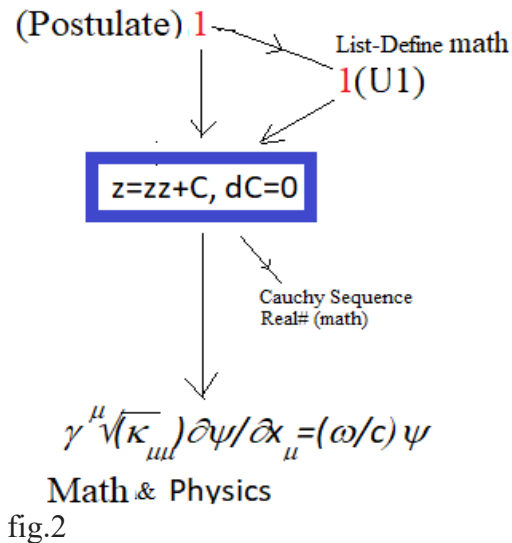 (Postulate) 1
List-Define math
1(U1)
z=zz+C, dC=0
Cauchy Sequence
Real# (math)
γ^μ√(κ_μμ)∂ψ/∂x_μ=(ω/c) ψ
Math & Physics
fig.2